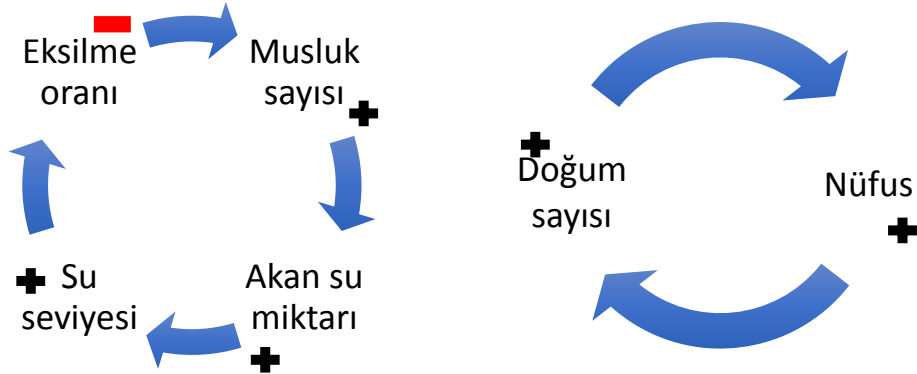 Eksilme
oranı
Musluk
sayısı
Su
seviyesi
Akan su
miktarı
Doğum
sayısı
Nüfus